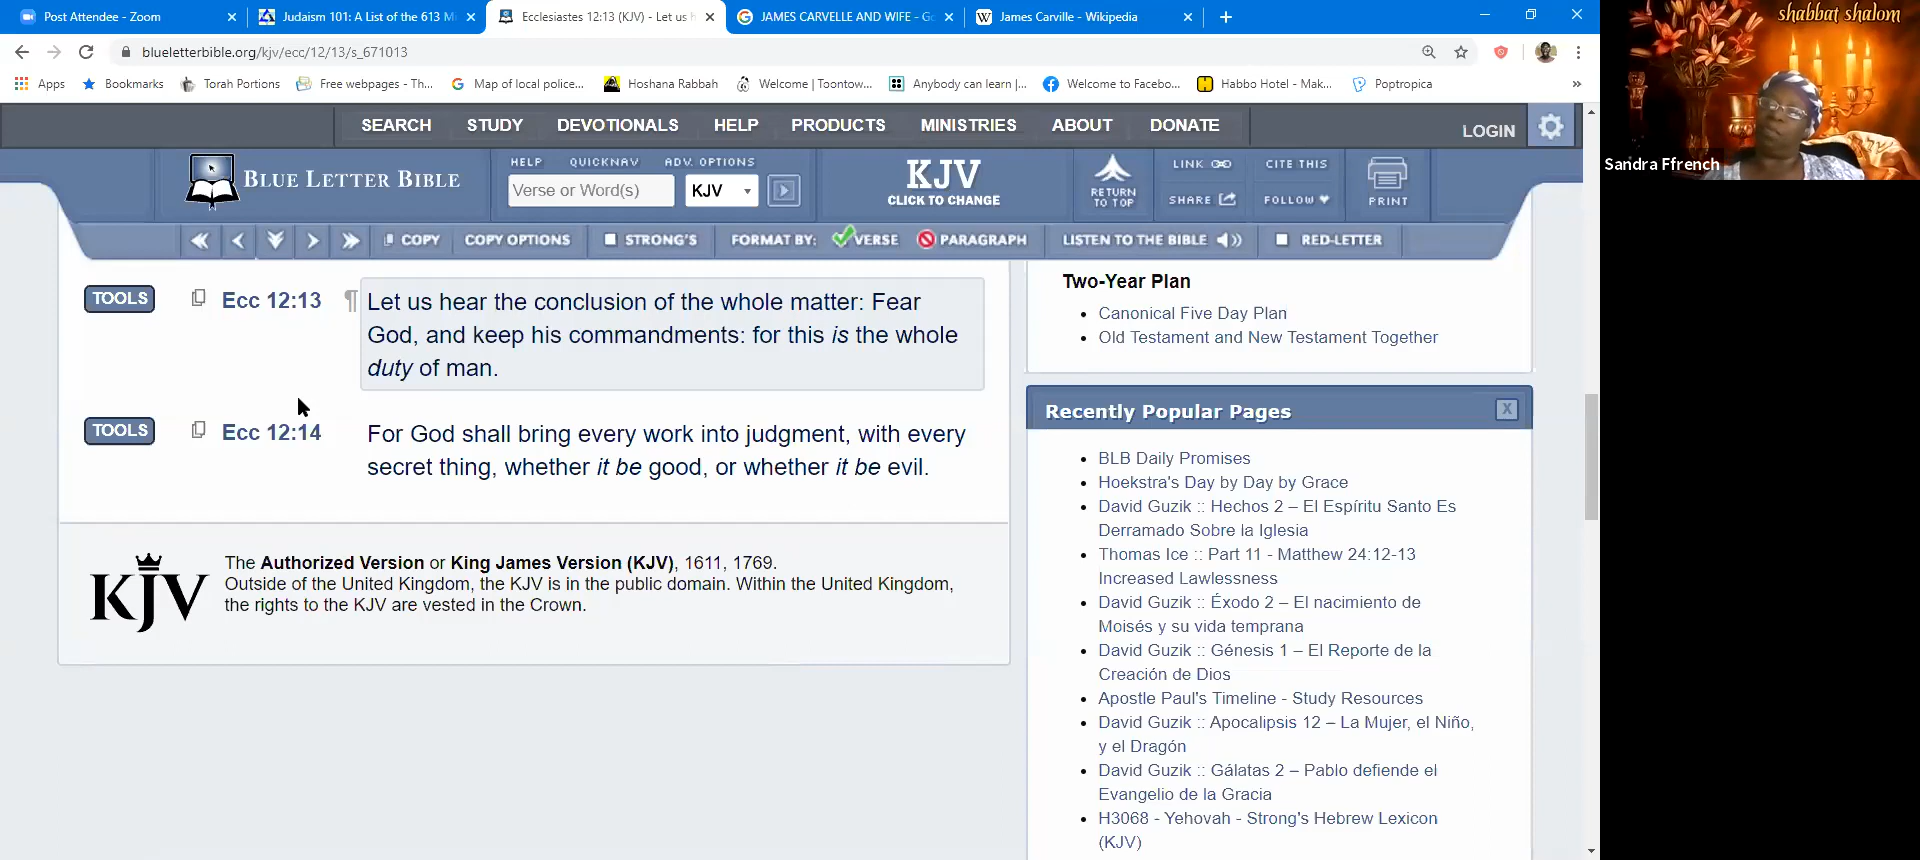 Post Attendee - Zoom
Judaism 101: A List of the 613 Mi
Ecclesiastes 12:13 (KJV) - Let us h
JAMES CARVELLE AND WIFE - Go
James Carville - Wikipedia
blueletterbible.org/kjv/ecc/12/13/s_671013
Apps
Bookmarks
Torah Portions
Free webpages - Th...
Map of local police...
Hoshana Rabbah
Welcome | Toontow...
Anybody can learn |...
Welcome to Facebo...
Habbo Hotel - Mak...
Poptropica
»
shabbat shalom
Sandra Ffrench
SEARCH STUDY DEVOTIONALS HELP PRODUCTS MINISTRIES ABOUT DONATE
LOGIN
BLUE LETTER BIBLE
HELP QUICKNAV ADV. OPTIONS
Verse or Word(s)
KJV
KJV
CLICK TO CHANGE
RETURN
TO TOP
LINK
CITE THIS
SHARE
FOLLOW
PRINT
COPY COPY OPTIONS STRONG'S FORMAT BY: VERSE PARAGRAPH LISTEN TO THE BIBLE RED-LETTER
TOOLS
Ecc 12:13
¶
Let us hear the conclusion of the whole matter: Fear
God, and keep his commandments: for this is the whole
duty of man.
TOOLS
Ecc 12:14
For God shall bring every work into judgment, with every
secret thing, whether it be good, or whether it be evil.
KJV
The Authorized Version or King James Version (KJV), 1611, 1769.
Outside of the United Kingdom, the KJV is in the public domain. Within the United Kingdom,
the rights to the KJV are vested in the Crown.
Two-Year Plan
• Canonical Five Day Plan
• Old Testament and New Testament Together
Recently Popular Pages
X
• BLB Daily Promises
• Hoekstra's Day by Day by Grace
• David Guzik :: Hechos 2 – El Espíritu Santo Es
Derramado Sobre la Iglesia
• Thomas Ice :: Part 11 - Matthew 24:12-13
Increased Lawlessness
• David Guzik :: Éxodo 2 – El nacimiento de
Moisés y su vida temprana
• David Guzik :: Génesis 1 – El Reporte de la
Creación de Dios
• Apostle Paul's Timeline - Study Resources
• David Guzik :: Apocalipsis 12 – La Mujer, el Niño,
y el Dragón
• David Guzik :: Gálatas 2 – Pablo defiende el
Evangelio de la Gracia
• H3068 - Yehovah - Strong's Hebrew Lexicon
(KJV)